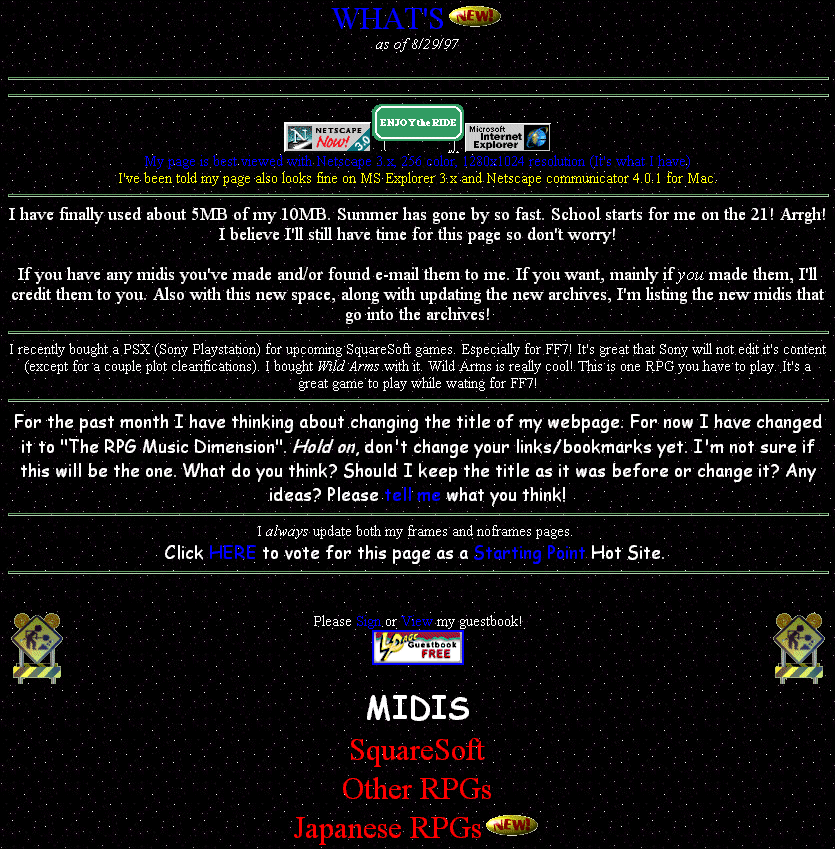 WHAT'S NEW!
as of 8/29/97
NETSCAPE Now! 3.0
ENJOY the RIDE
Microsoft Internet Explorer
My page is best viewed with Netscape 3.x, 256 color, 1280x1024 resolution (It's what I have)
I've been told my page also looks fine on MS Explorer 3.x and Netscape communicator 4.0.1 for Mac.
I have finally used about 5MB of my 10MB. Summer has gone by so fast. School starts for me on the 21! Arrgh!
I believe I'll still have time for this page so don't worry!
If you have any midis you've made and/or found e-mail them to me. If you want, mainly if you made them, I'll
credit them to you. Also with this new space, along with updating the new archives, I'm listing the new midis that
go into the archives!
I recently bought a PSX (Sony Playstation) for upcoming SquareSoft games. Especially for FF7! It's great that Sony will not edit it's content
(except for a couple plot clearifications). I bought Wild Arms with it. Wild Arms is really cool! This is one RPG you have to play. It's a
great game to play while wating for FF7!
For the past month I have thinking about changing the title of my webpage. For now I have changed
it to "The RPG Music Dimension". Hold on, don't change your links/bookmarks yet. I'm not sure if
this will be the one. What do you think? Should I keep the title as it was before or change it? Any
ideas? Please tell me what you think!
I always update both my frames and noframes pages.
Click HERE to vote for this page as a Starting Point Hot Site.
Please Sign or View my guestbook!
Guestbook
FREE
MIDIS
SquareSoft
Other RPGs
Japanese RPGs NEW!